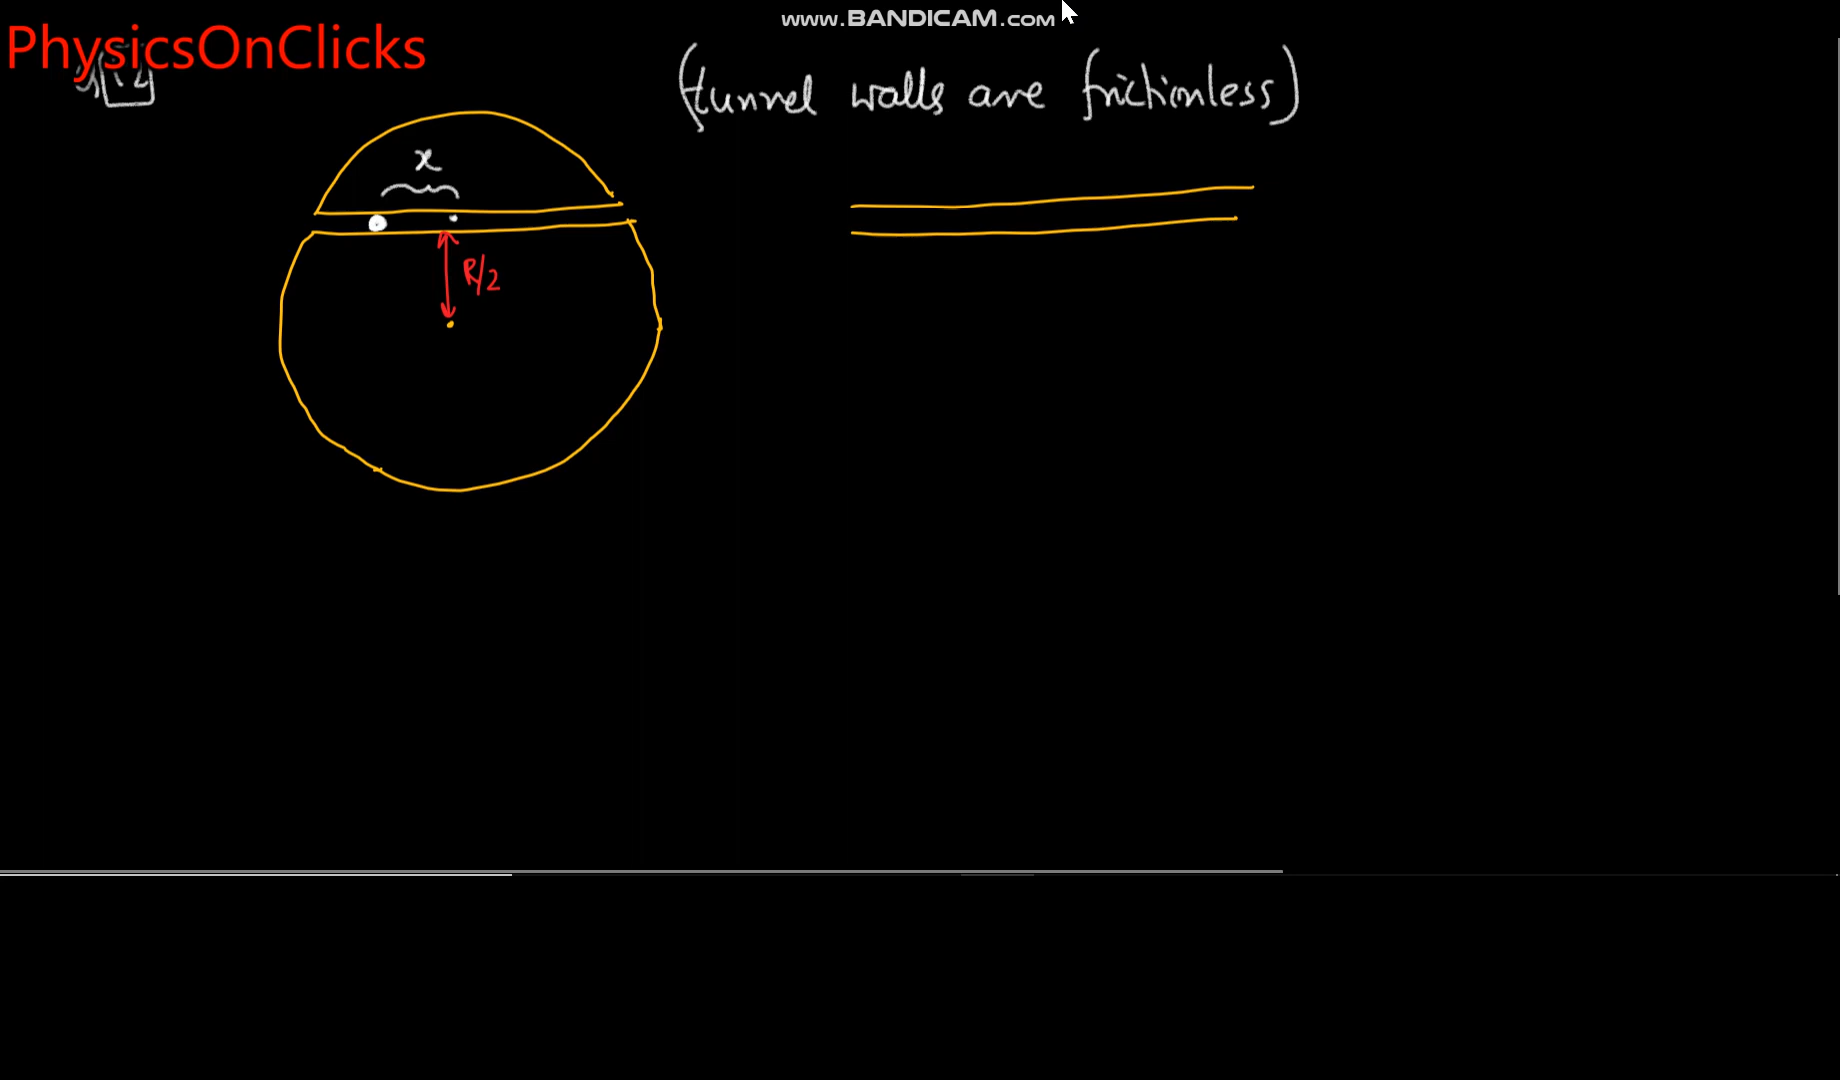 www.BANDICAM.com
PhysicsOnClicks
(tunnel walls are frictionless)
x
R/2